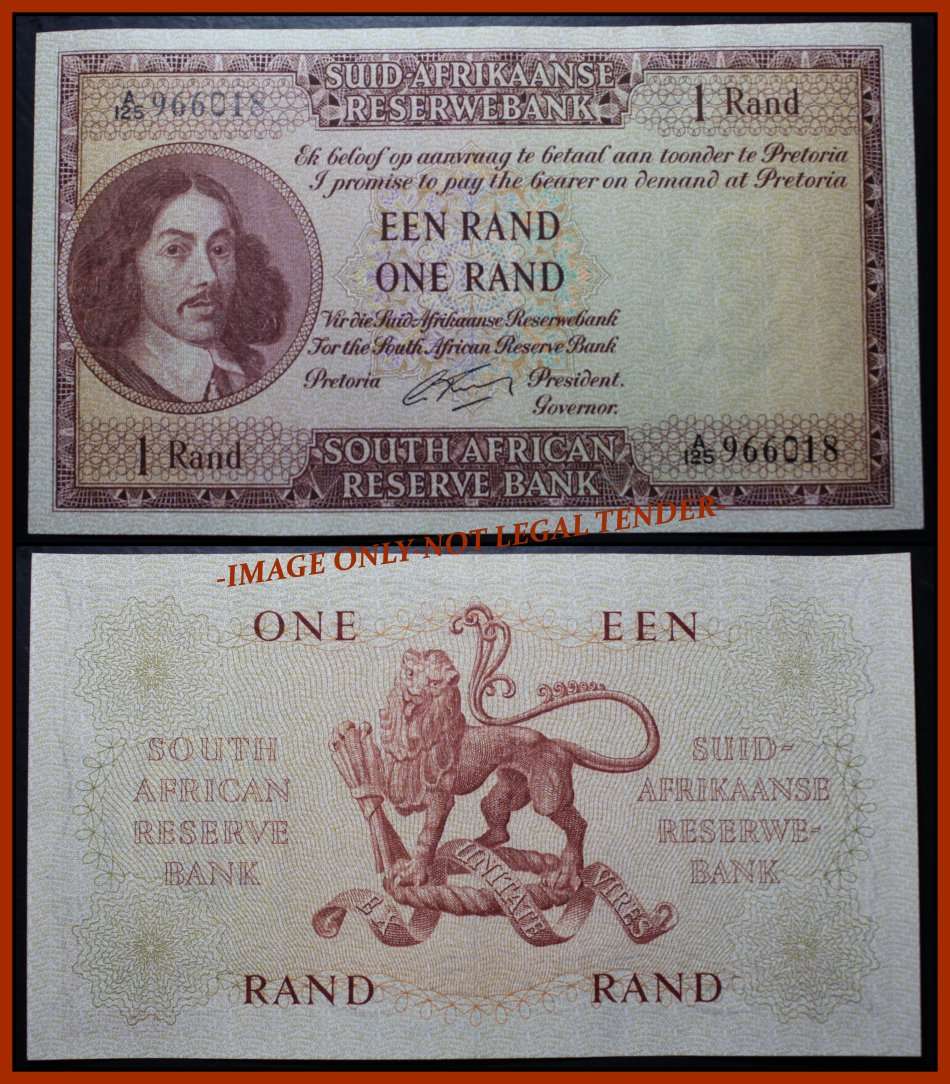 SUID-AFRIKAANSE
RESERWEBANK
A/125 966018
1 Rand
Ek beloof op aanvraag te betaal aan toonder te Pretoria
I promise to pay the bearer on demand at Pretoria
EEN RAND
ONE RAND
Vir die Suid-Afrikaanse Reserwebank
For the South African Reserve Bank
Pretoria President.
Governor.
1 Rand
A/125 966018
SOUTH AFRICAN
RESERVE BANK
-IMAGE ONLY-NOT LEGAL TENDER-
ONE EEN
SOUTH
AFRICAN
RESERVE
BANK
SUID-
AFRIKAANSE
RESERWE-
BANK
EX UNITATE VIRES
RAND RAND